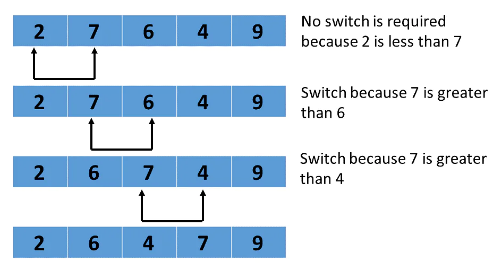 2 7 6 4 9
No switch is required
because 2 is less than 7
2 7 6 4 9
Switch because 7 is greater
than 6
2 6 7 4 9
Switch because 7 is greater
than 4
2 6 4 7 9